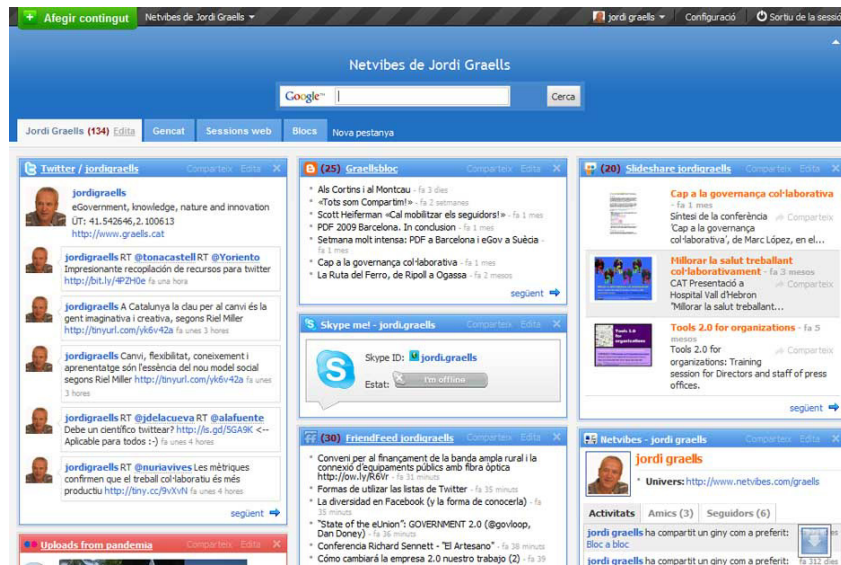 Afegir contingut
Netvibes de Jordi Graells
jordi graells
Configuració
Sortiu de la sessió
Netvibes de Jordi Graells
Google™
Cerca
Jordi Graells (134) Edita
Gencat
Sessions web
Blocs
Nova pestanya
Twitter / jordigraells
Comparteix Edita X
jordigraells
eGovernment, knowledge, nature and innovation
ÜT: 41.542646,2.100613
http://www.graells.cat
jordigraells RT @tonacastell RT @Yoriento
Impresionante recopilación de recursos para twitter
http://bit.ly/4PZH0e fa una hora
jordigraells A Catalunya la dau per al canvi és la
gent imaginativa i creativa, segons Riel Miller
http://tinyurl.com/yk6v42a fa unes 3 hores
jordigraells Canvi, flexibilitat, coneixement i
aprenentatge són l'essència del nou model social
segons Riel Miller http://tinyurl.com/yk6v42a fa unes
3 hores
jordigraells RT @jdelacueva RT @alafuente
Debe un científico twittear? http://is.gd/5GA9K <--
Aplicable para todos :-) fa unes 4 hores
jordigraells RT @nuriavives Les mètriques
confirmen que el treball col·laboratiu és més
productiu http://tiny.cc/9vXvN fa unes 4 hores
següent
Uploads from pandemia
Comparteix Edita X
(25) Graellsbloc
Comparteix Edita X
Als Cortins i al Montcau - fa 3 dies
«Tots som Compartim!» - fa 2 setmanes
Scott Heiferman «Cal mobilitzar els seguidors!» - fa 1 mes
PDF 2009 Barcelona. In conclusion - fa 1 mes
Setmana molt intensa: PDF a Barcelona i eGov a Suècia -
fa 1 mes
Cap a la governança col·laborativa - fa 1 mes
La Ruta del Ferro, de Ripoll a Ogassa - fa 2 mesos
següent
Skype me! - jordi.graells
Comparteix Edita X
Skype ID: jordi.graells
Estat: I'm offline
(30) FriendFeed jordigraells
Comparteix Edita X
Conveni per al finançament de la banda ampla rural i la
connexió d'equipaments públics amb fibra òptica
http://ow.ly/R6Vr - fa 31 minuts
Formas de utilizar las listas de Twitter - fa 35 minuts
La diversidad en Facebook (y la forma de conocerla) - fa
35 minuts
"State of the eUnion": GOVERNMENT 2.0 (@govloop,
Dan Doney) - fa 36 minuts
Conferencia Richard Sennett - "El Artesano" - fa 38 minuts
Cómo cambiará la empresa 2.0 nuestro trabajo (2) - fa 39
(20) Slideshare jordigraells
Comparteix Edita X
Cap a la governança col·laborativa
- fa 1 mes
Síntesi de la conferència
Comparteix
'Cap a la governança
col·laborativa', de Marc López, en el...
Millorar la salut treballant
col·laborativament - fa 3 mesos
CAT Presentació a
Comparteix
Hospital Vall d'Hebron
"Millorar la salut treballant...
Tools 2.0 for organizations - fa 5
mesos
Tools 2.0 for
Comparteix
organizations: Training
session for Directors and staff of press
offices.
següent
Netvibes - jordi graells
Comparteix Edita X
jordi graells
Univers: http://www.netvibes.com/graells
Activitats
Amics (3)
Seguidors (6)
jordi graells ha compartit un giny com a preferit:
Bloc a bloc
jordi graells ha compartit un giny com a preferit:
fa 312 dies